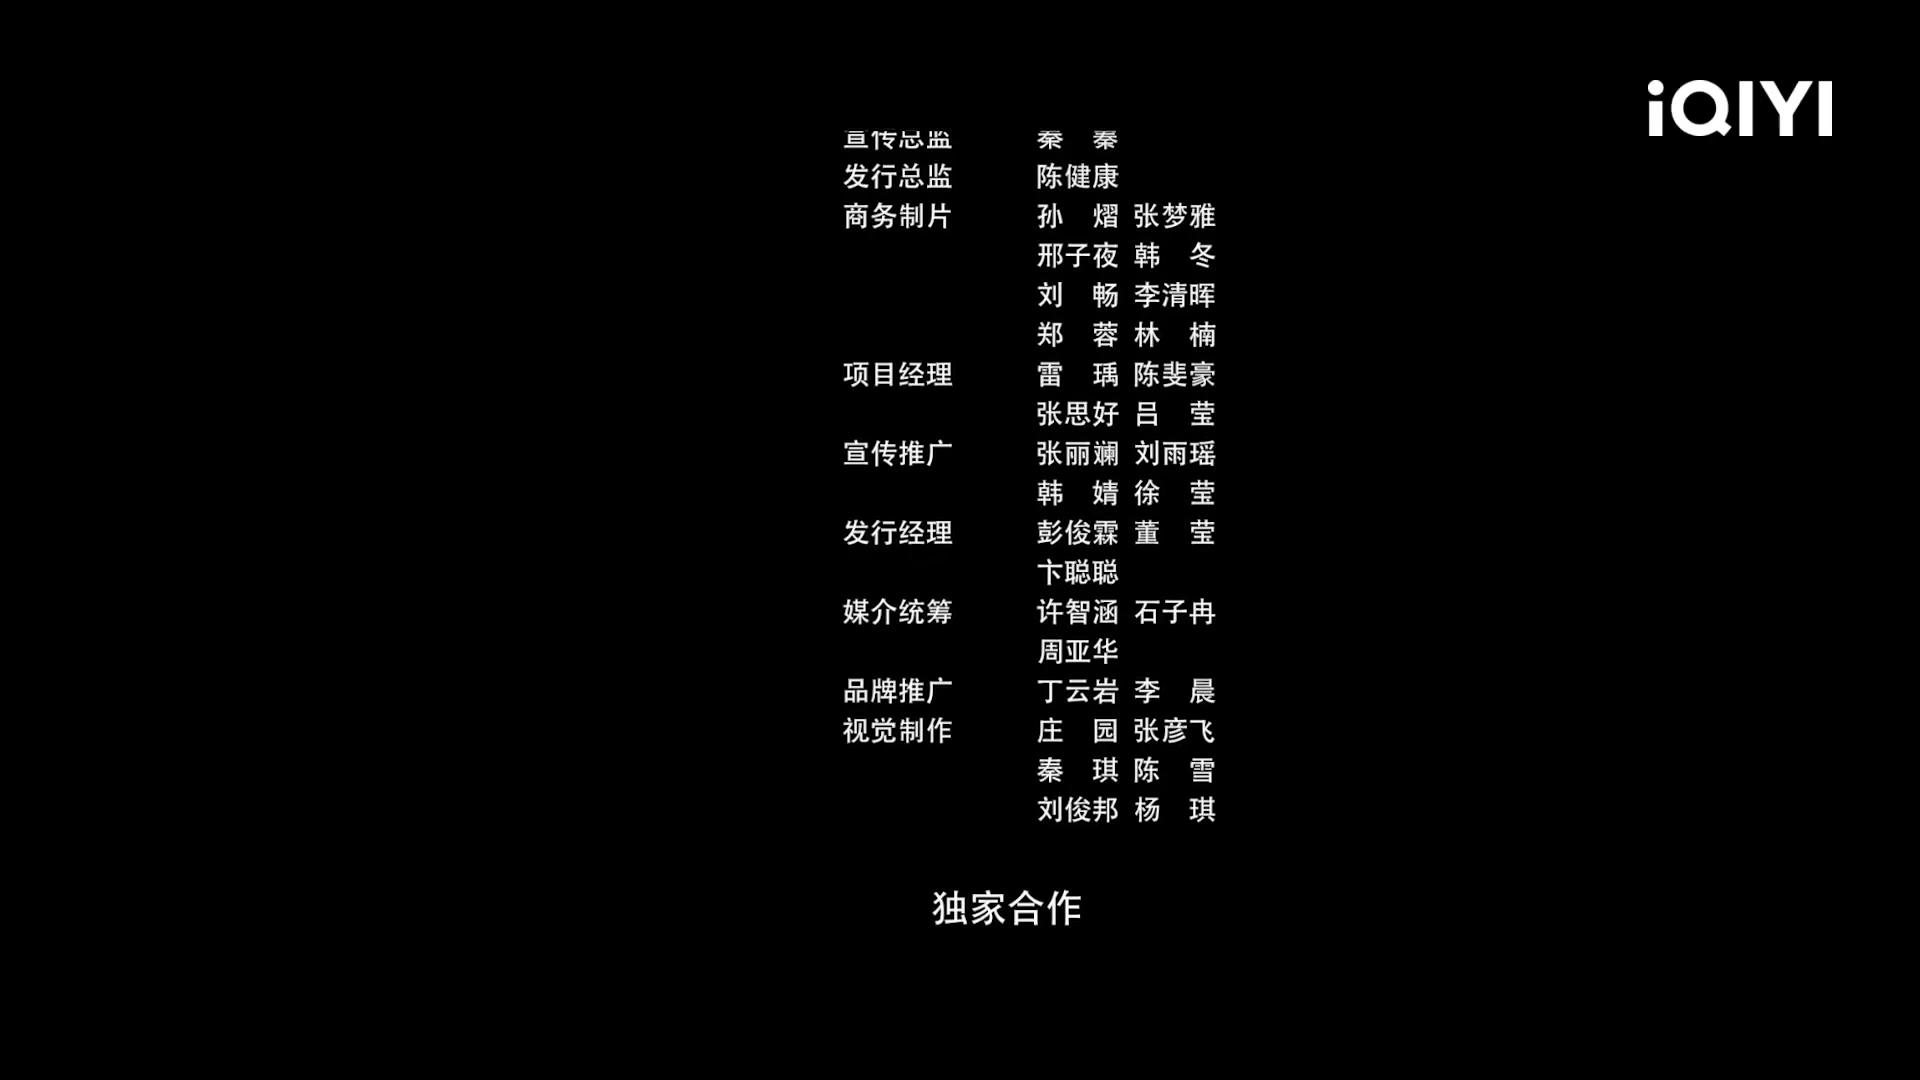 iQIYI
宣传总监 秦 秦
发行总监 陈健康
商务制片 孙 熠 张梦雅
邢子夜 韩 冬
刘 畅 李清晖
郑 蓉 林 楠
项目经理 雷 瑀 陈斐豪
张思好 吕 莹
宣传推广 张丽斓 刘雨瑶
韩 婧 徐 莹
发行经理 彭俊霖 董 莹
卞聪聪
媒介统筹 许智涵 石子冉
周亚华
品牌推广 丁云岩 李 晨
视觉制作 庄 园 张彦飞
秦 琪 陈 雪
刘俊邦 杨 琪
独家合作